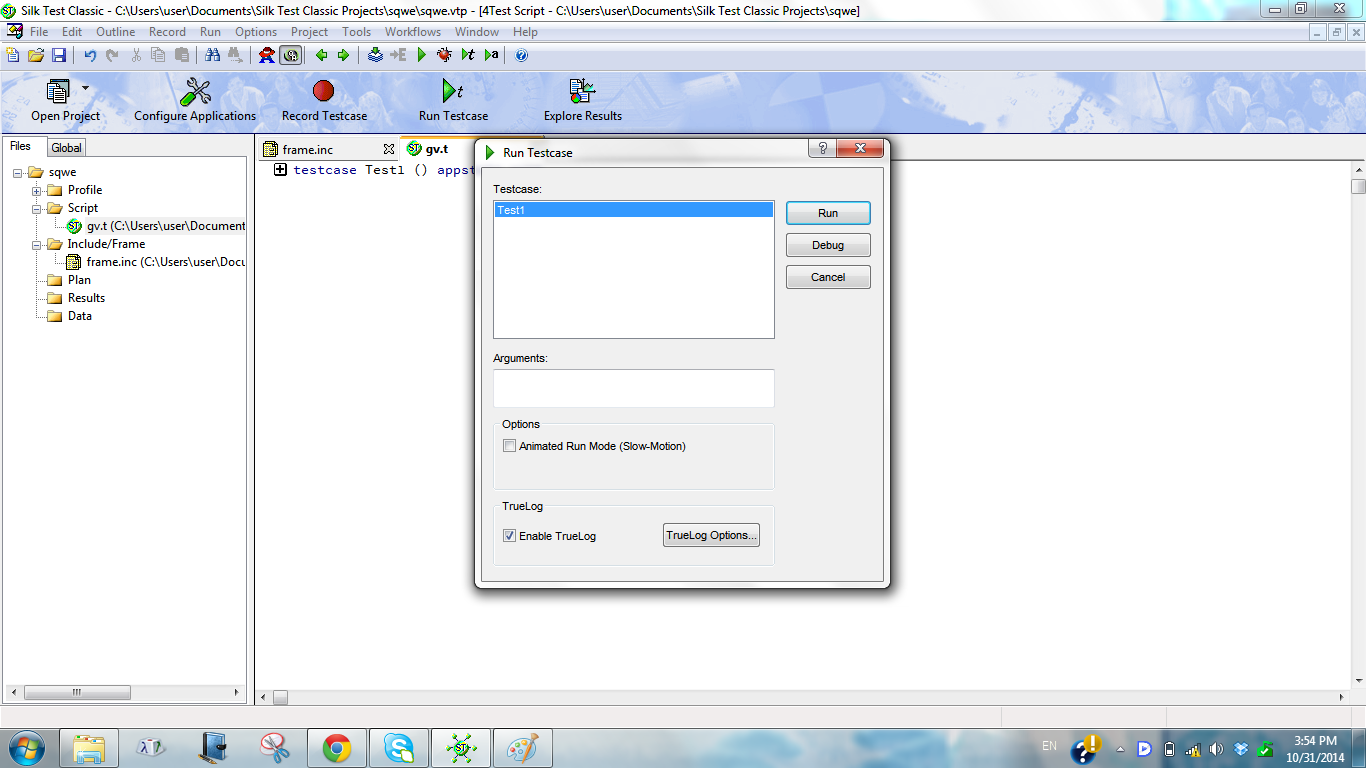 Silk Test Classic - C:\Users\user\Documents\Silk Test Classic Projects\sqwe\sqwe.vtp - [4Test Script - C:\Users\user\Documents\Silk Test Classic Projects\sqwe]
File Edit Outline Record Run Options Project Tools Workflows Window Help
Open Project Configure Applications Record Testcase Run Testcase Explore Results
Files Global
frame.inc gv.t
testcase Test1 () appst
sqwe
Profile
Script
gv.t (C:\Users\user\Document
Include/Frame
frame.inc (C:\Users\user\Docu
Plan
Results
Data
Run Testcase
Testcase:
Test1
Run
Debug
Cancel
Arguments:
Options
Animated Run Mode (Slow-Motion)
TrueLog
Enable TrueLog TrueLog Options...
EN
3:54 PM
10/31/2014